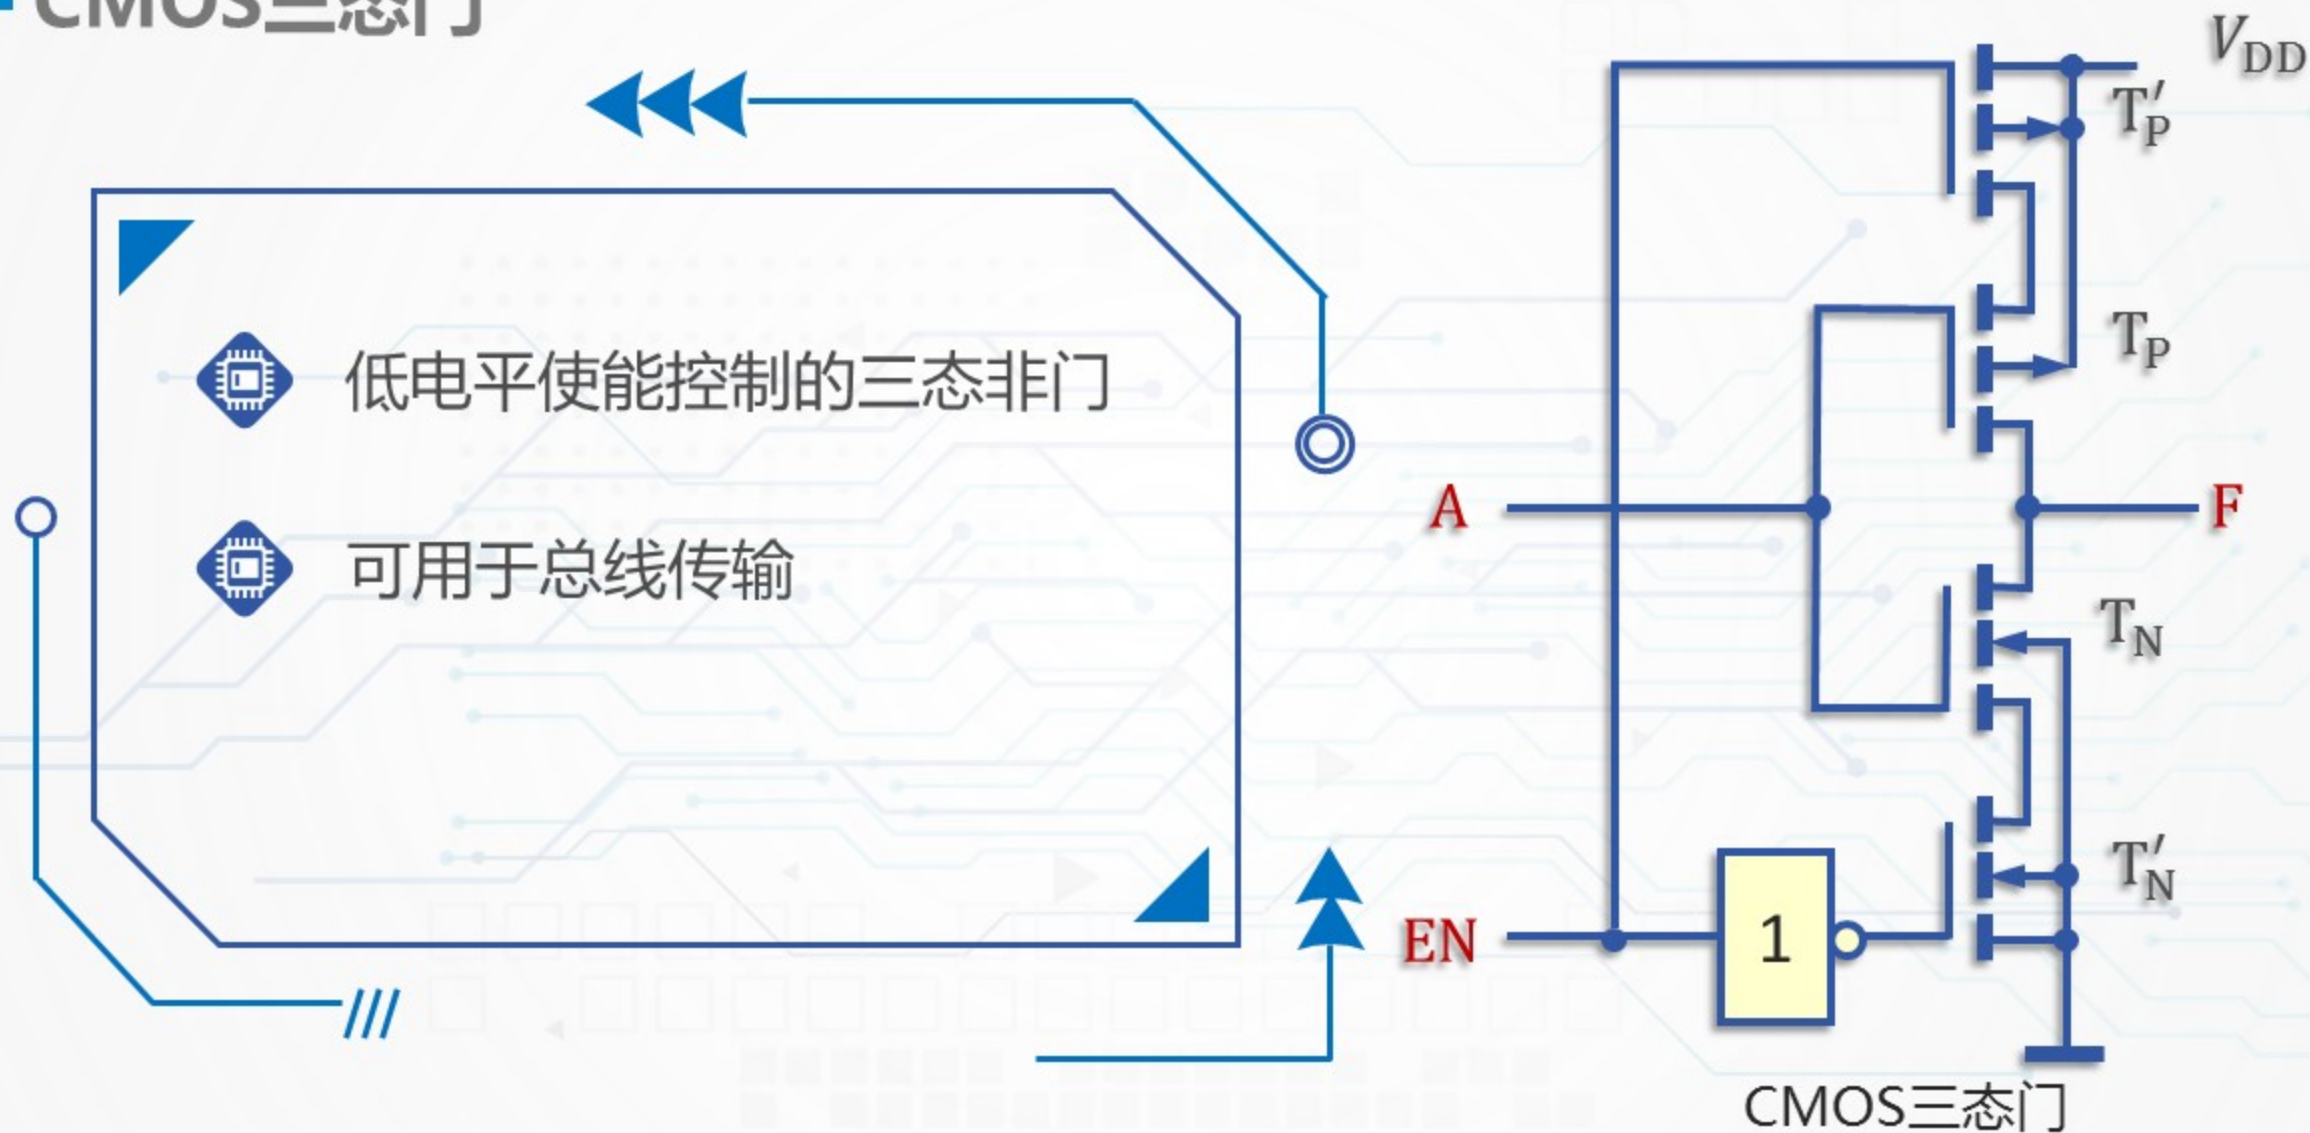 CMOS三态门
低电平使能控制的三态非门
可用于总线传输
V_DD
T′_P
T_P
A
F
T_N
T′_N
EN
1
CMOS三态门